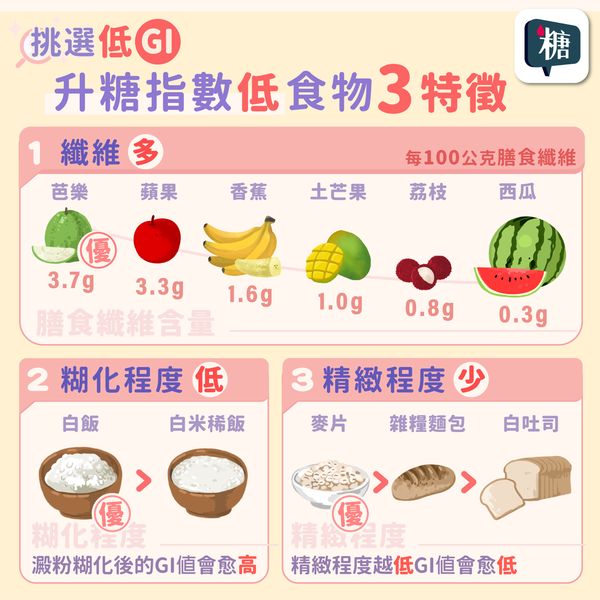 挑選低GI
糖
升糖指數低食物3特徵
1 纖維多
每100公克膳食纖維
芭樂 蘋果 香蕉 土芒果 荔枝 西瓜
優
3.7g 3.3g 1.6g 1.0g 0.8g 0.3g
膳食纖維含量
2 糊化程度低
白飯 > 白米稀飯
優
糊化程度
澱粉糊化後的GI值會愈高
3 精緻程度少
麥片 > 雜糧麵包 > 白吐司
優
精緻程度
精緻程度越低GI值會愈低